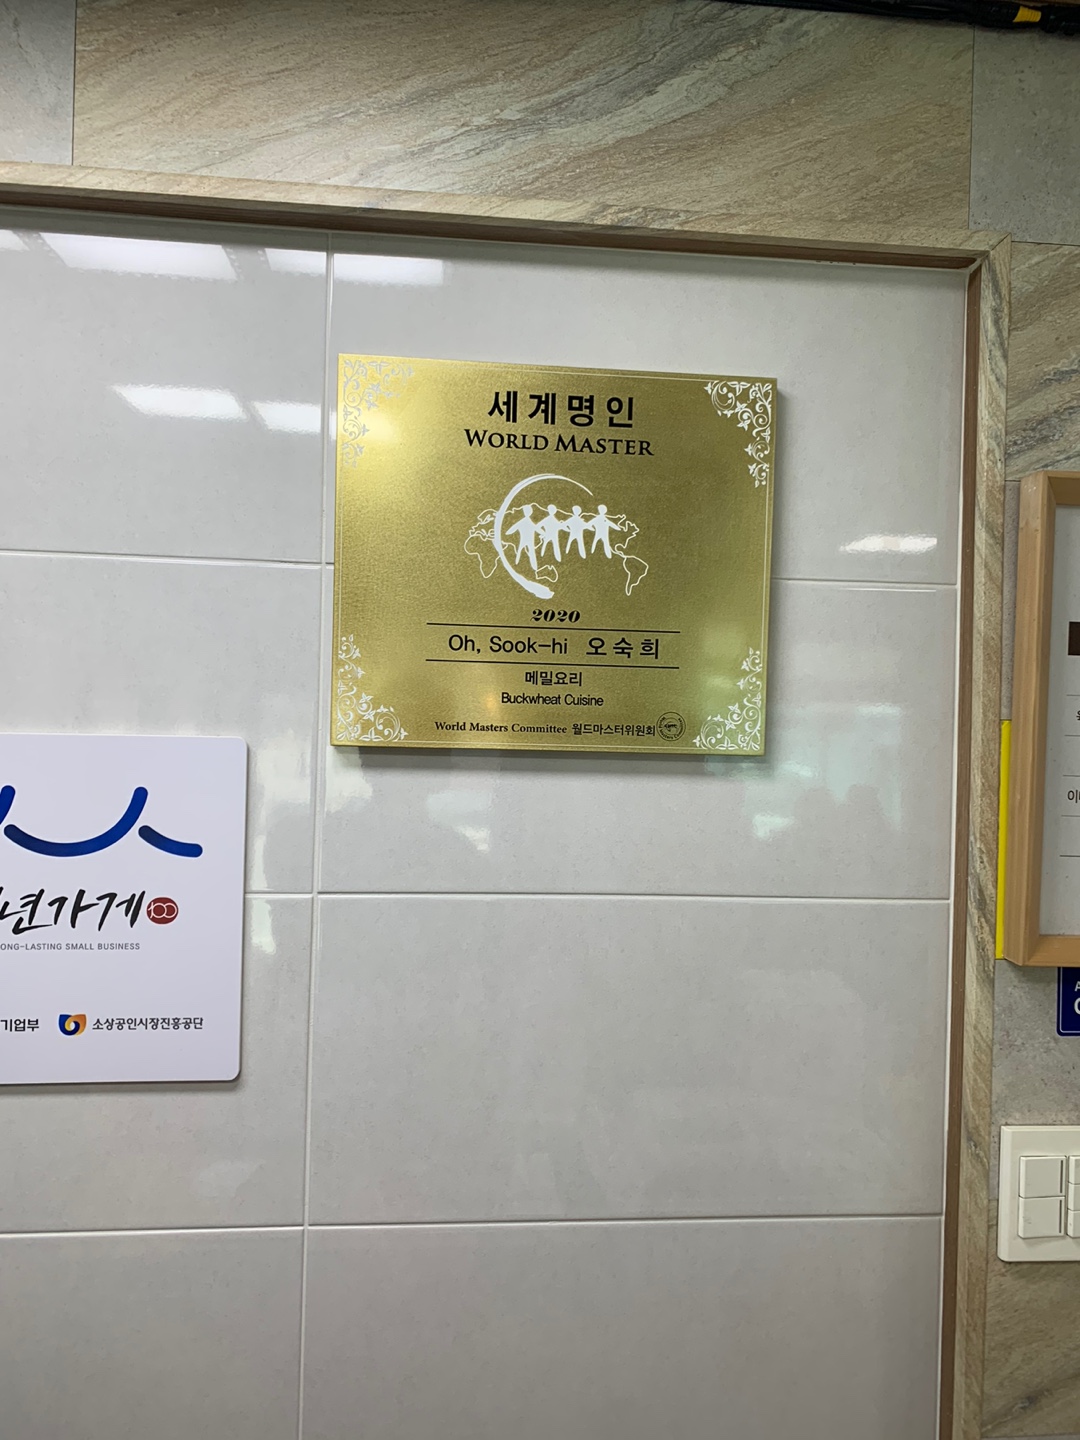 세계명인
WORLD MASTER
2020
Oh, Sook-hi 오숙희
메밀요리
Buckwheat Cuisine
World Masters Committee 월드마스터위원회
년가게 100
ONG-LASTING SMALL BUSINESS
기업부 소상공인시장진흥공단